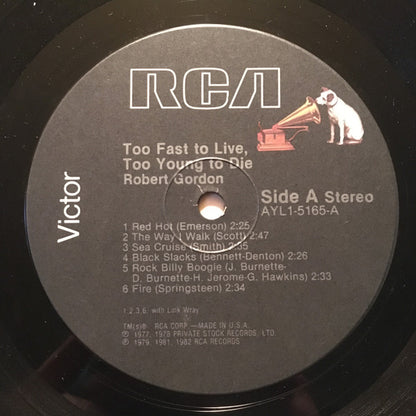 RCA
Victor
Too Fast to Live,
Too Young to Die
Robert Gordon
Side A Stereo
AYL1-5165-A
1 Red Hot (Emerson) 2:25
2 The Way I Walk (Scott) 2:47
3 Sea Cruise (Smith) 2:35
4 Black Slacks (Bennett-Denton) 2:26
5 Rock Billy Boogie (J. Burnette-
D. Burnette-H. Jerome-G. Hawkins) 2:33
6 Fire (Springsteen) 2:34
1,2,3,6, with Link Wray
TM(s)® RCA CORP.—MADE IN U.S.A.
℗ 1977, 1979 PRIVATE STOCK RECORDS, LTD.
℗ 1979, 1981, 1982 RCA RECORDS